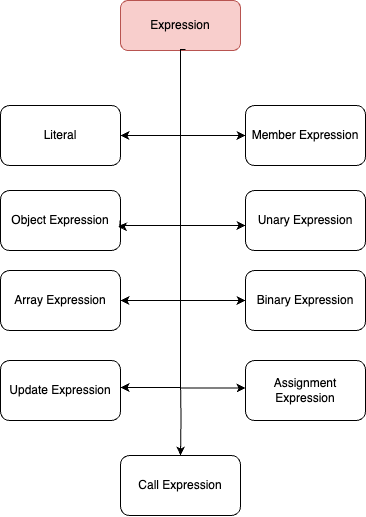 Expression
Literal
Member Expression
Object Expression
Unary Expression
Array Expression
Binary Expression
Update Expression
Assignment
Expression
Call Expression